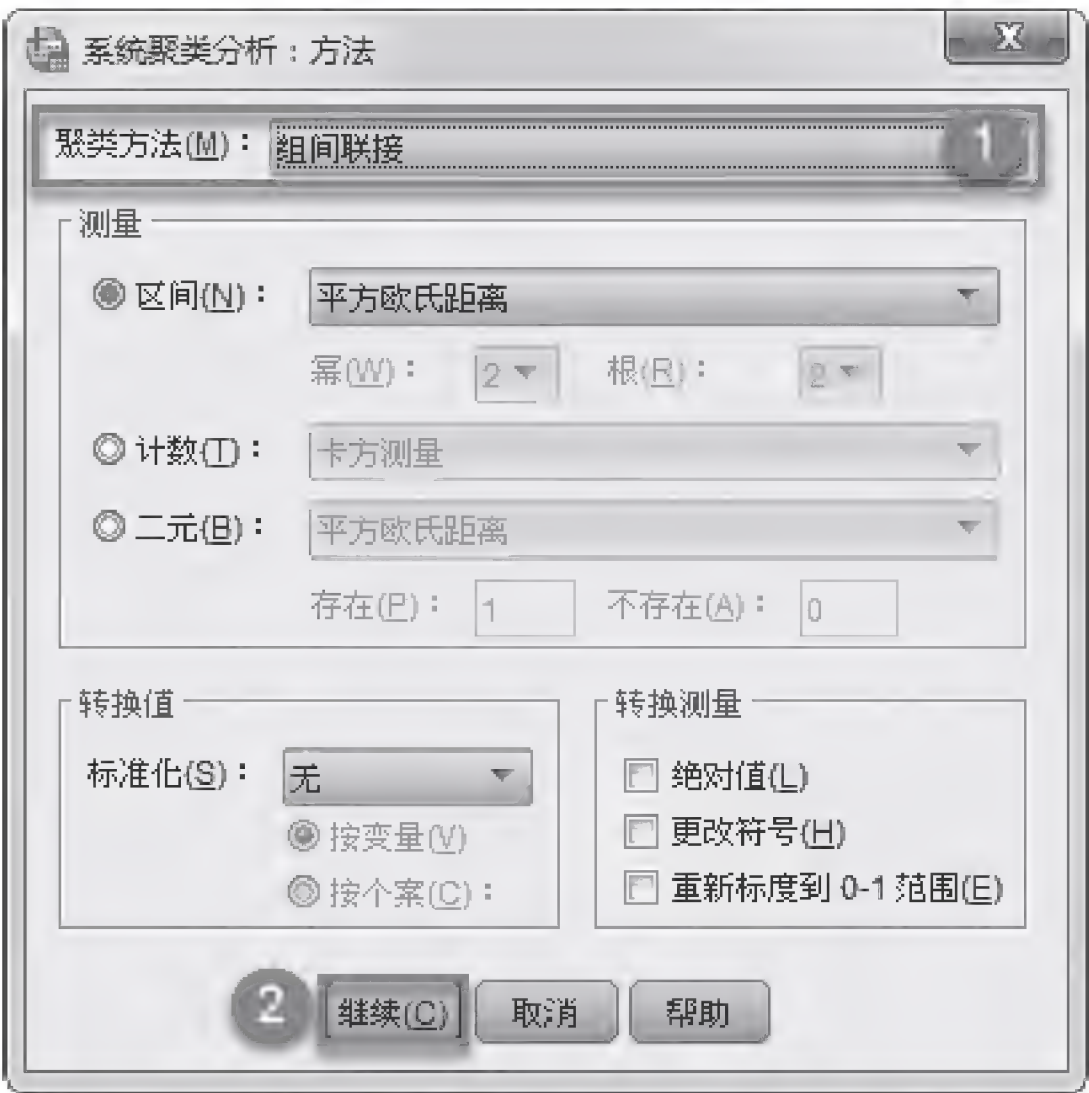 系统聚类分析：方法
聚类方法(M)： 组间联接 1
测量
区间(N)： 平方欧氏距离
幂(W)： 2 根(R)： 2
计数(T)： 卡方测量
二元(B)： 平方欧氏距离
存在(P)： 1 不存在(A)： 0
转换值
标准化(S)： 无
按变量(V)
按个案(C)：
转换测量
绝对值(L)
更改符号(H)
重新标度到 0-1 范围(E)
2 继续(C) 取消 帮助